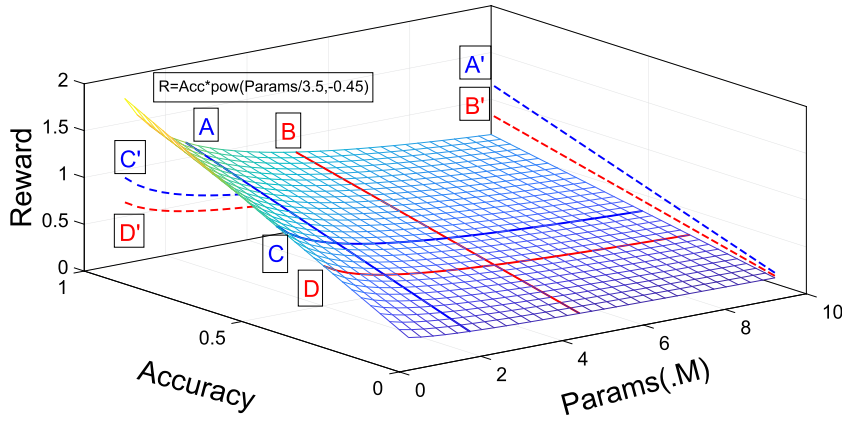 2
R=Acc*pow(Params/3.5,-0.45)
A'
B'
1.5
A
B
C'
1
Reward
D'
0.5
C
D
0
1
0.5
0
Accuracy
0
2
4
6
8
10
Params(.M)